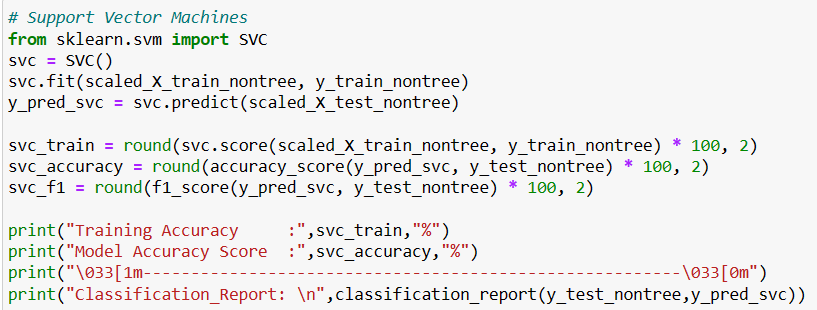 # Support Vector Machines
from sklearn.svm import SVC
svc = SVC()
svc.fit(scaled_X_train_nontree, y_train_nontree)
y_pred_svc = svc.predict(scaled_X_test_nontree)

svc_train = round(svc.score(scaled_X_train_nontree, y_train_nontree) * 100, 2)
svc_accuracy = round(accuracy_score(y_pred_svc, y_test_nontree) * 100, 2)
svc_f1 = round(f1_score(y_pred_svc, y_test_nontree) * 100, 2)

print("Training Accuracy    :",svc_train,"%")
print("Model Accuracy Score  :",svc_accuracy,"%")
print("\033[1m--------------------------------------------------------\033[0m")
print("Classification_Report: \n",classification_report(y_test_nontree,y_pred_svc))